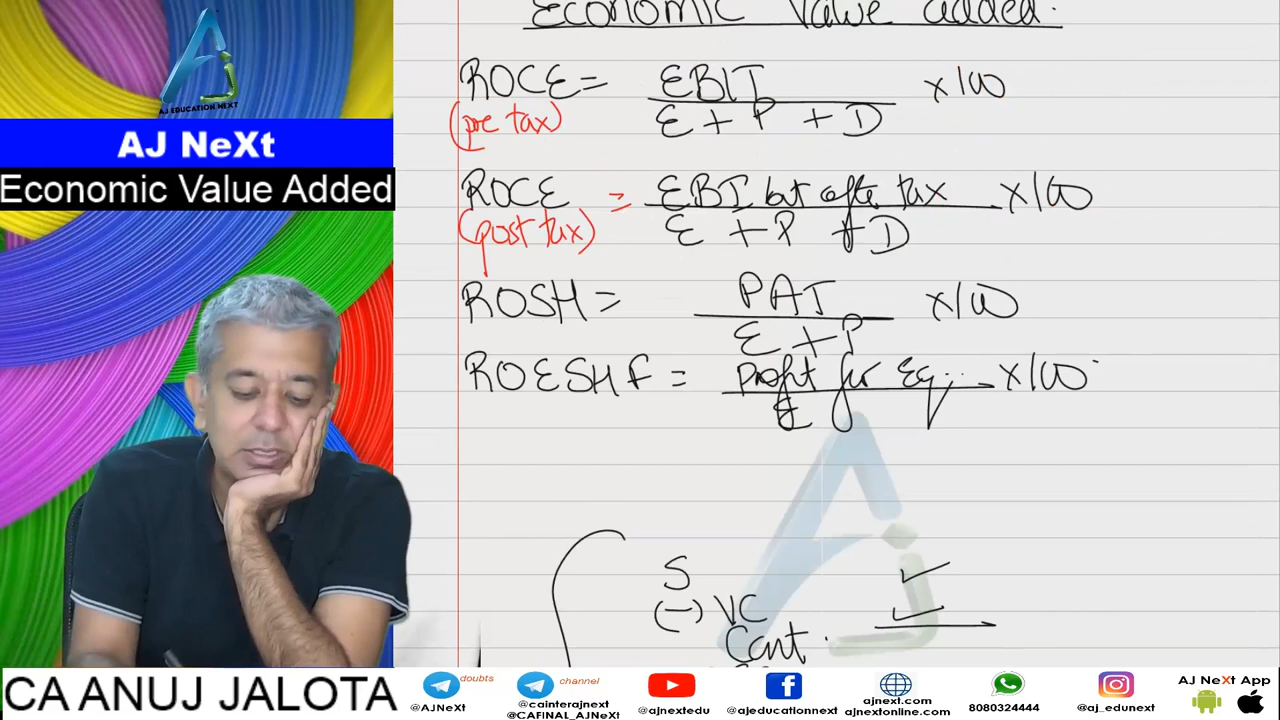 Economic Value added.
ROCE = EBIT x100
(pre tax) E + P + D
ROCE = EBI but after tax x100
(post tax) E + P + D
ROSH = PAT x100
E + P
ROESHF = Profit for Eq... x100
E
S
(-) VC
Cont.
AJ EDUCATION NEXT
AJ NeXt
Economic Value Added
CA ANUJ JALOTA
doubts
@AJNeXt
channel
@cainterajnext
@CAFINAL_AJNeXt
@ajnextedu
@ajeducationnext
ajnext.com
ajnextonline.com
8080324444
@aj_edunext
AJ NeXt App